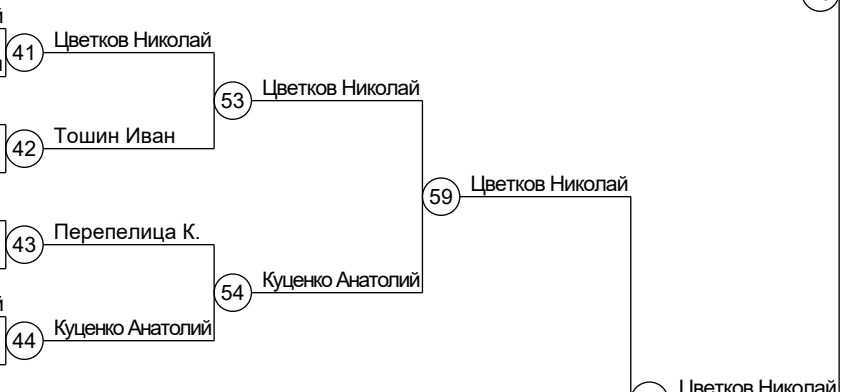 41
Цветков Николай
53
Цветков Николай
42
Тошин Иван
59
Цветков Николай
43
Перепелица К.
54
Куценко Анатолий
44
Куценко Анатолий
Цветков Николай